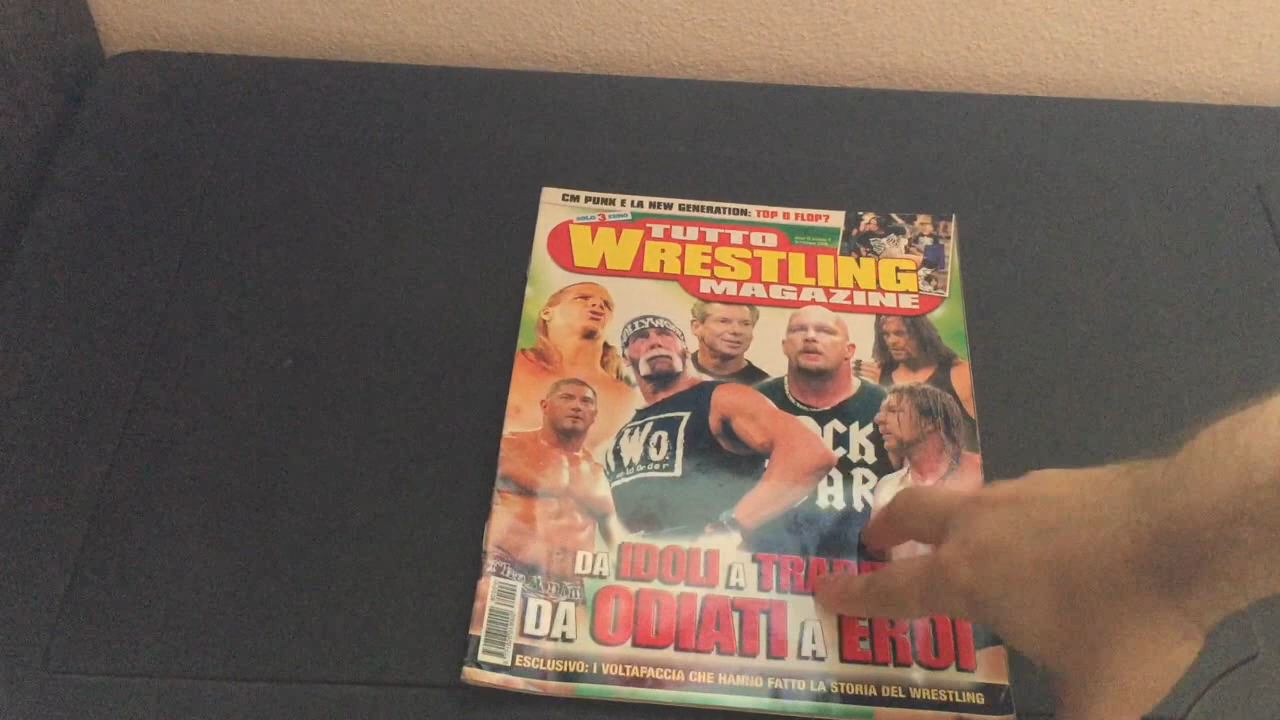 CM PUNK E LA NEW GENERATION: TOP O FLOP?
SOLO 3 EURO
TUTTO
WRESTLING
MAGAZINE
HOLLYWOOD
DA IDOLI A
DA ODIATI A EROI
ESCLUSIVO: I VOLTAFACCIA CHE HANNO FATTO LA STORIA DEL WRESTLING